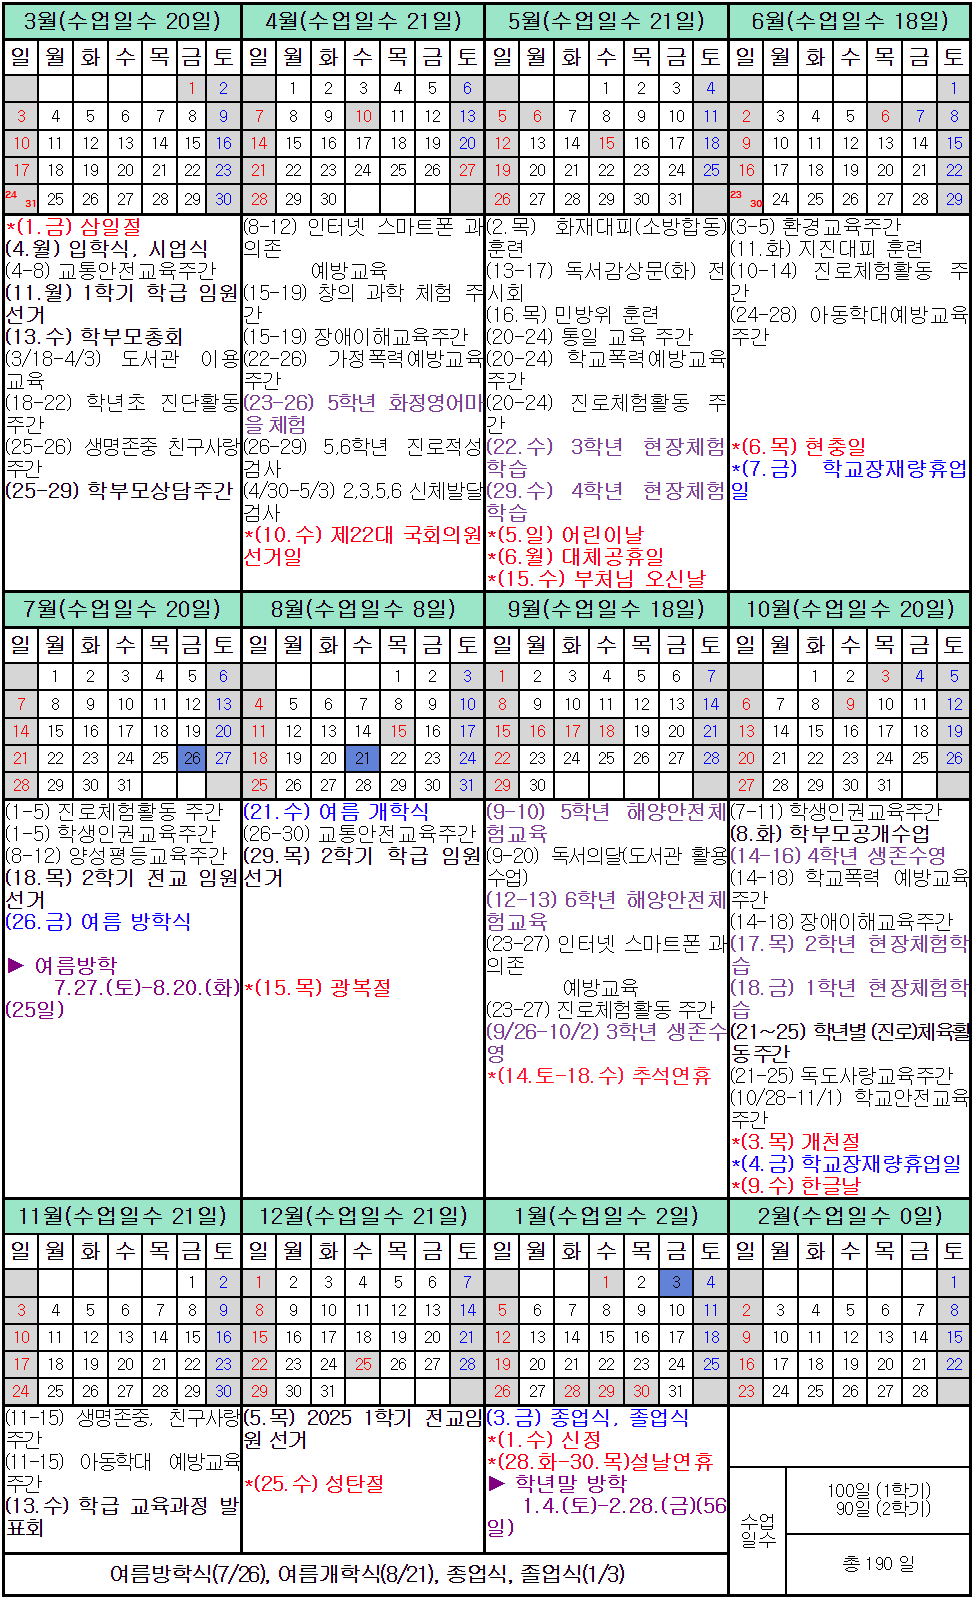 3월(수업일수 20일)
일 월 화 수 목 금 토
1 2
3 4 5 6 7 8 9
10 11 12 13 14 15 16
17 18 19 20 21 22 23
24 31 25 26 27 28 29 30
*(1.금) 삼일절
(4.월) 입학식, 시업식
(4-8) 교통안전교육주간
(11.월) 1학기 학급 임원
선거
(13.수) 학부모총회
(3/18-4/3) 도서관 이용
교육
(18-22) 학년초 진단활동
주간
(25-26) 생명존중 친구사랑
주간
(25-29) 학부모상담주간
4월(수업일수 21일)
일 월 화 수 목 금 토
1 2 3 4 5 6
7 8 9 10 11 12 13
14 15 16 17 18 19 20
21 22 23 24 25 26 27
28 29 30
(8-12) 인터넷 스마트폰 과
의존
예방교육
(15-19) 창의 과학 체험 주
간
(15-19) 장애이해교육주간
(22-26) 가정폭력예방교육
주간
(23-26) 5학년 화정영어마
을 체험
(26-29) 5,6학년 진로적성
검사
(4/30-5/3) 2,3,5,6 신체발달
검사
*(10.수) 제22대 국회의원
선거일
5월(수업일수 21일)
일 월 화 수 목 금 토
1 2 3 4
5 6 7 8 9 10 11
12 13 14 15 16 17 18
19 20 21 22 23 24 25
26 27 28 29 30 31
(2.목) 화재대피(소방합동)
훈련
(13-17) 독서감상문(화) 전
시회
(16.목) 민방위 훈련
(20-24) 통일 교육 주간
(20-24) 학교폭력예방교육
주간
(20-24) 진로체험활동 주
간
(22.수) 3학년 현장체험
학습
(29.수) 4학년 현장체험
학습
*(5.일) 어린이날
*(6.월) 대체공휴일
*(15.수) 부처님 오신날
6월(수업일수 18일)
일 월 화 수 목 금 토
1
2 3 4 5 6 7 8
9 10 11 12 13 14 15
16 17 18 19 20 21 22
23 30 24 25 26 27 28 29
(3-5) 환경교육주간
(11.화) 지진대피 훈련
(10-14) 진로체험활동 주
간
(24-28) 아동학대예방교육
주간
*(6.목) 현충일
*(7.금) 학교장재량휴업
일
7월(수업일수 20일)
일 월 화 수 목 금 토
1 2 3 4 5 6
7 8 9 10 11 12 13
14 15 16 17 18 19 20
21 22 23 24 25 26 27
28 29 30 31
(1-5) 진로체험활동 주간
(1-5) 학생인권교육주간
(8-12) 양성평등교육주간
(18.목) 2학기 전교 임원
선거
(26.금) 여름 방학식
▶ 여름방학
7.27.(토)-8.20.(화)
(25일)
8월(수업일수 8일)
일 월 화 수 목 금 토
1 2 3
4 5 6 7 8 9 10
11 12 13 14 15 16 17
18 19 20 21 22 23 24
25 26 27 28 29 30 31
(21.수) 여름 개학식
(26-30) 교통안전교육주간
(29.목) 2학기 학급 임원
선거
*(15.목) 광복절
9월(수업일수 18일)
일 월 화 수 목 금 토
1 2 3 4 5 6 7
8 9 10 11 12 13 14
15 16 17 18 19 20 21
22 23 24 25 26 27 28
29 30
(9-10) 5학년 해양안전체
험교육
(9-20) 독서의달(도서관 활용
수업)
(12-13) 6학년 해양안전체
험교육
(23-27) 인터넷 스마트폰 과
의존
예방교육
(23-27) 진로체험활동 주간
(9/26-10/2) 3학년 생존수
영
*(14.토-18.수) 추석연휴
10월(수업일수 20일)
일 월 화 수 목 금 토
1 2 3 4 5
6 7 8 9 10 11 12
13 14 15 16 17 18 19
20 21 22 23 24 25 26
27 28 29 30 31
(7-11) 학생인권교육주간
(8.화) 학부모공개수업
(14-16) 4학년 생존수영
(14-18) 학교폭력 예방교육
주간
(14-18) 장애이해교육주간
(17.목) 2학년 현장체험학
습
(18.금) 1학년 현장체험학
습
(21~25) 학년별 (진로)체육활
동 주간
(21-25) 독도사랑교육주간
(10/28-11/1) 학교안전교육
주간
*(3.목) 개천절
*(4.금) 학교장재량휴업일
*(9.수) 한글날
11월(수업일수 21일)
일 월 화 수 목 금 토
1 2
3 4 5 6 7 8 9
10 11 12 13 14 15 16
17 18 19 20 21 22 23
24 25 26 27 28 29 30
(11-15) 생명존중, 친구사랑
주간
(11-15) 아동학대 예방교육
주간
(13.수) 학급 교육과정 발
표회
12월(수업일수 21일)
일 월 화 수 목 금 토
1 2 3 4 5 6 7
8 9 10 11 12 13 14
15 16 17 18 19 20 21
22 23 24 25 26 27 28
29 30 31
(5.목) 2025 1학기 전교임
원 선거
*(25.수) 성탄절
1월(수업일수 2일)
일 월 화 수 목 금 토
1 2 3 4
5 6 7 8 9 10 11
12 13 14 15 16 17 18
19 20 21 22 23 24 25
26 27 28 29 30 31
(3.금) 종업식, 졸업식
*(1.수) 신정
*(28.화-30.목)설날연휴
▶ 학년말 방학
1.4.(토)-2.28.(금)(56
일)
2월(수업일수 0일)
일 월 화 수 목 금 토
1
2 3 4 5 6 7 8
9 10 11 12 13 14 15
16 17 18 19 20 21 22
23 24 25 26 27 28
수업
일수
100일 (1학기)
90일 (2학기)
총 190 일
여름방학식(7/26), 여름개학식(8/21), 종업식, 졸업식(1/3)